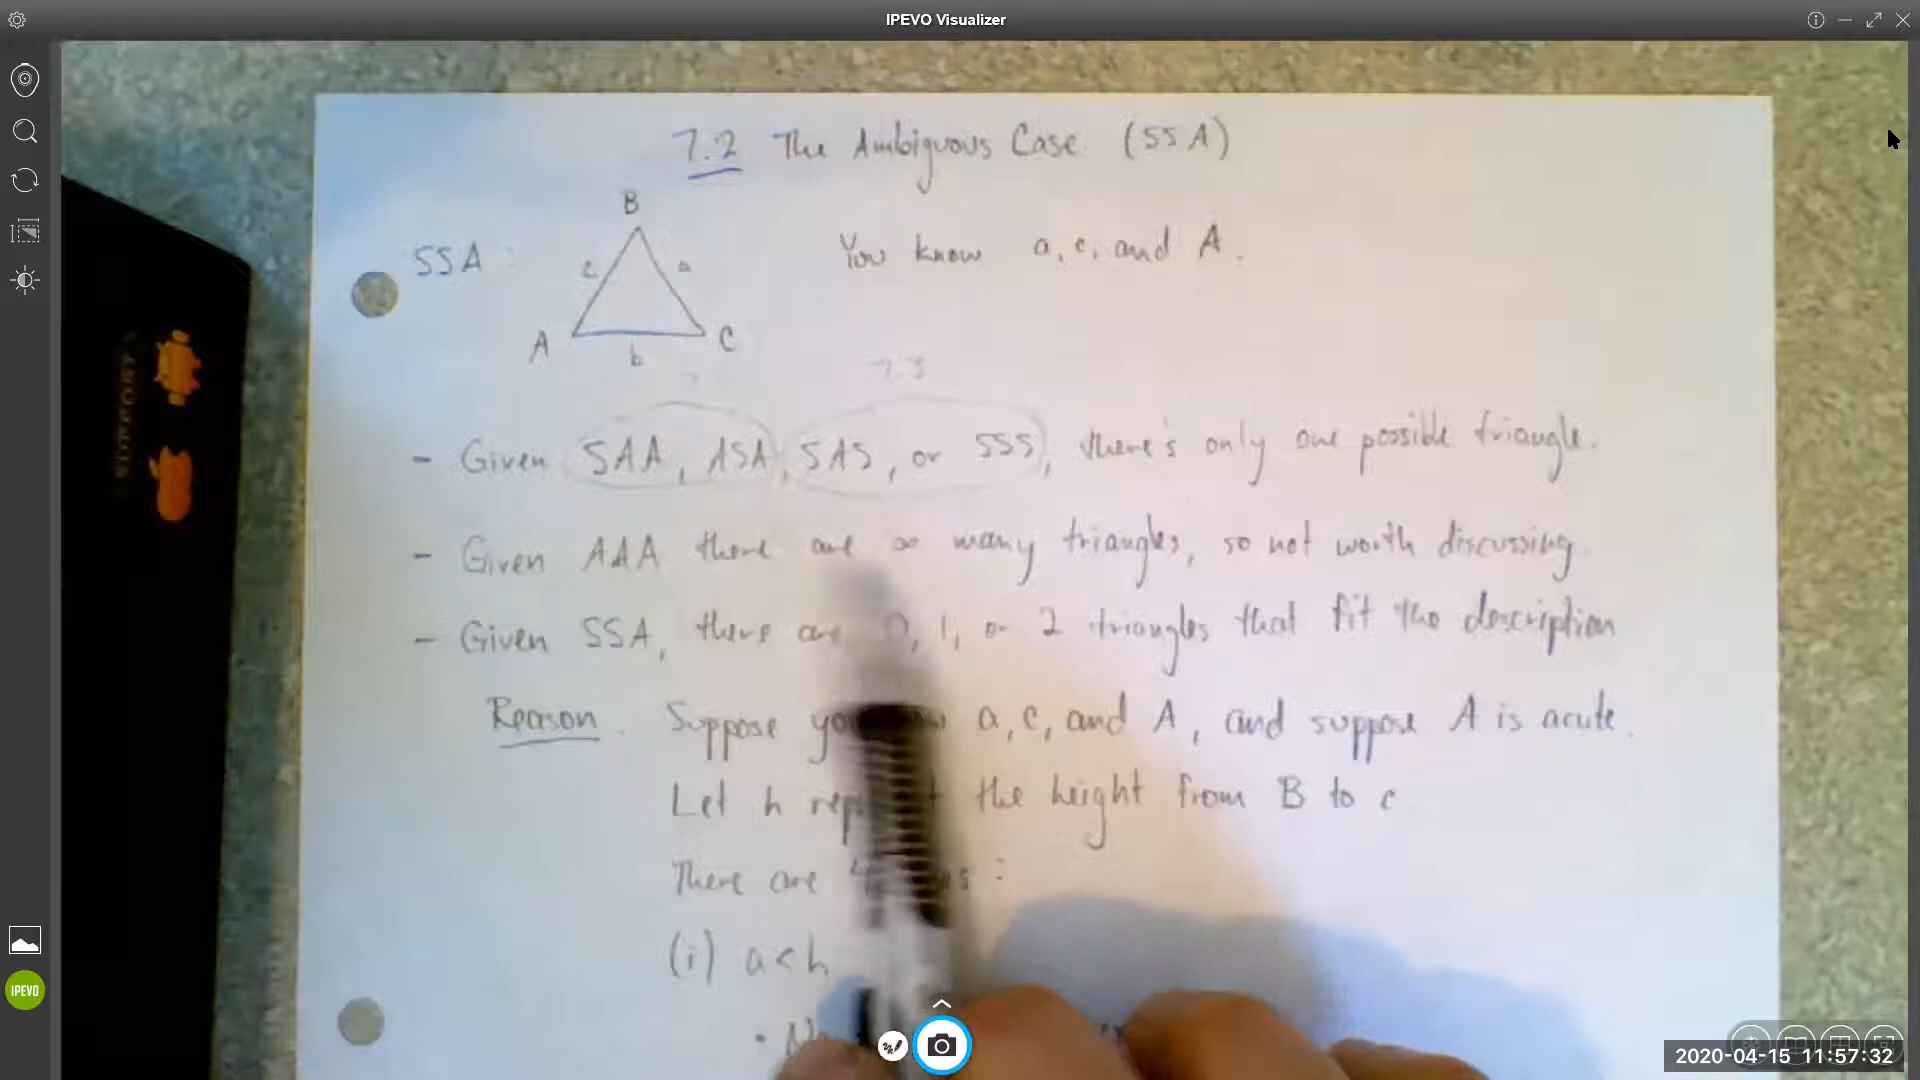 IPEVO Visualizer
7.2 The Ambiguous Case (SSA)
B
SSA : c a You know a, c, and A.
A b C
7.3
- Given SAA, ASA, SAS, or SSS, there's only one possible triangle.
- Given AAA there are ∞ many triangles, so not worth discussing.
- Given SSA, there are 0, 1, or 2 triangles that fit the description
Reason. Suppose you a, c, and A, and suppose A is acute.
Let h the height from B to c
There are :
(i) a < h
IPEVO
2020-04-15 11:57:32